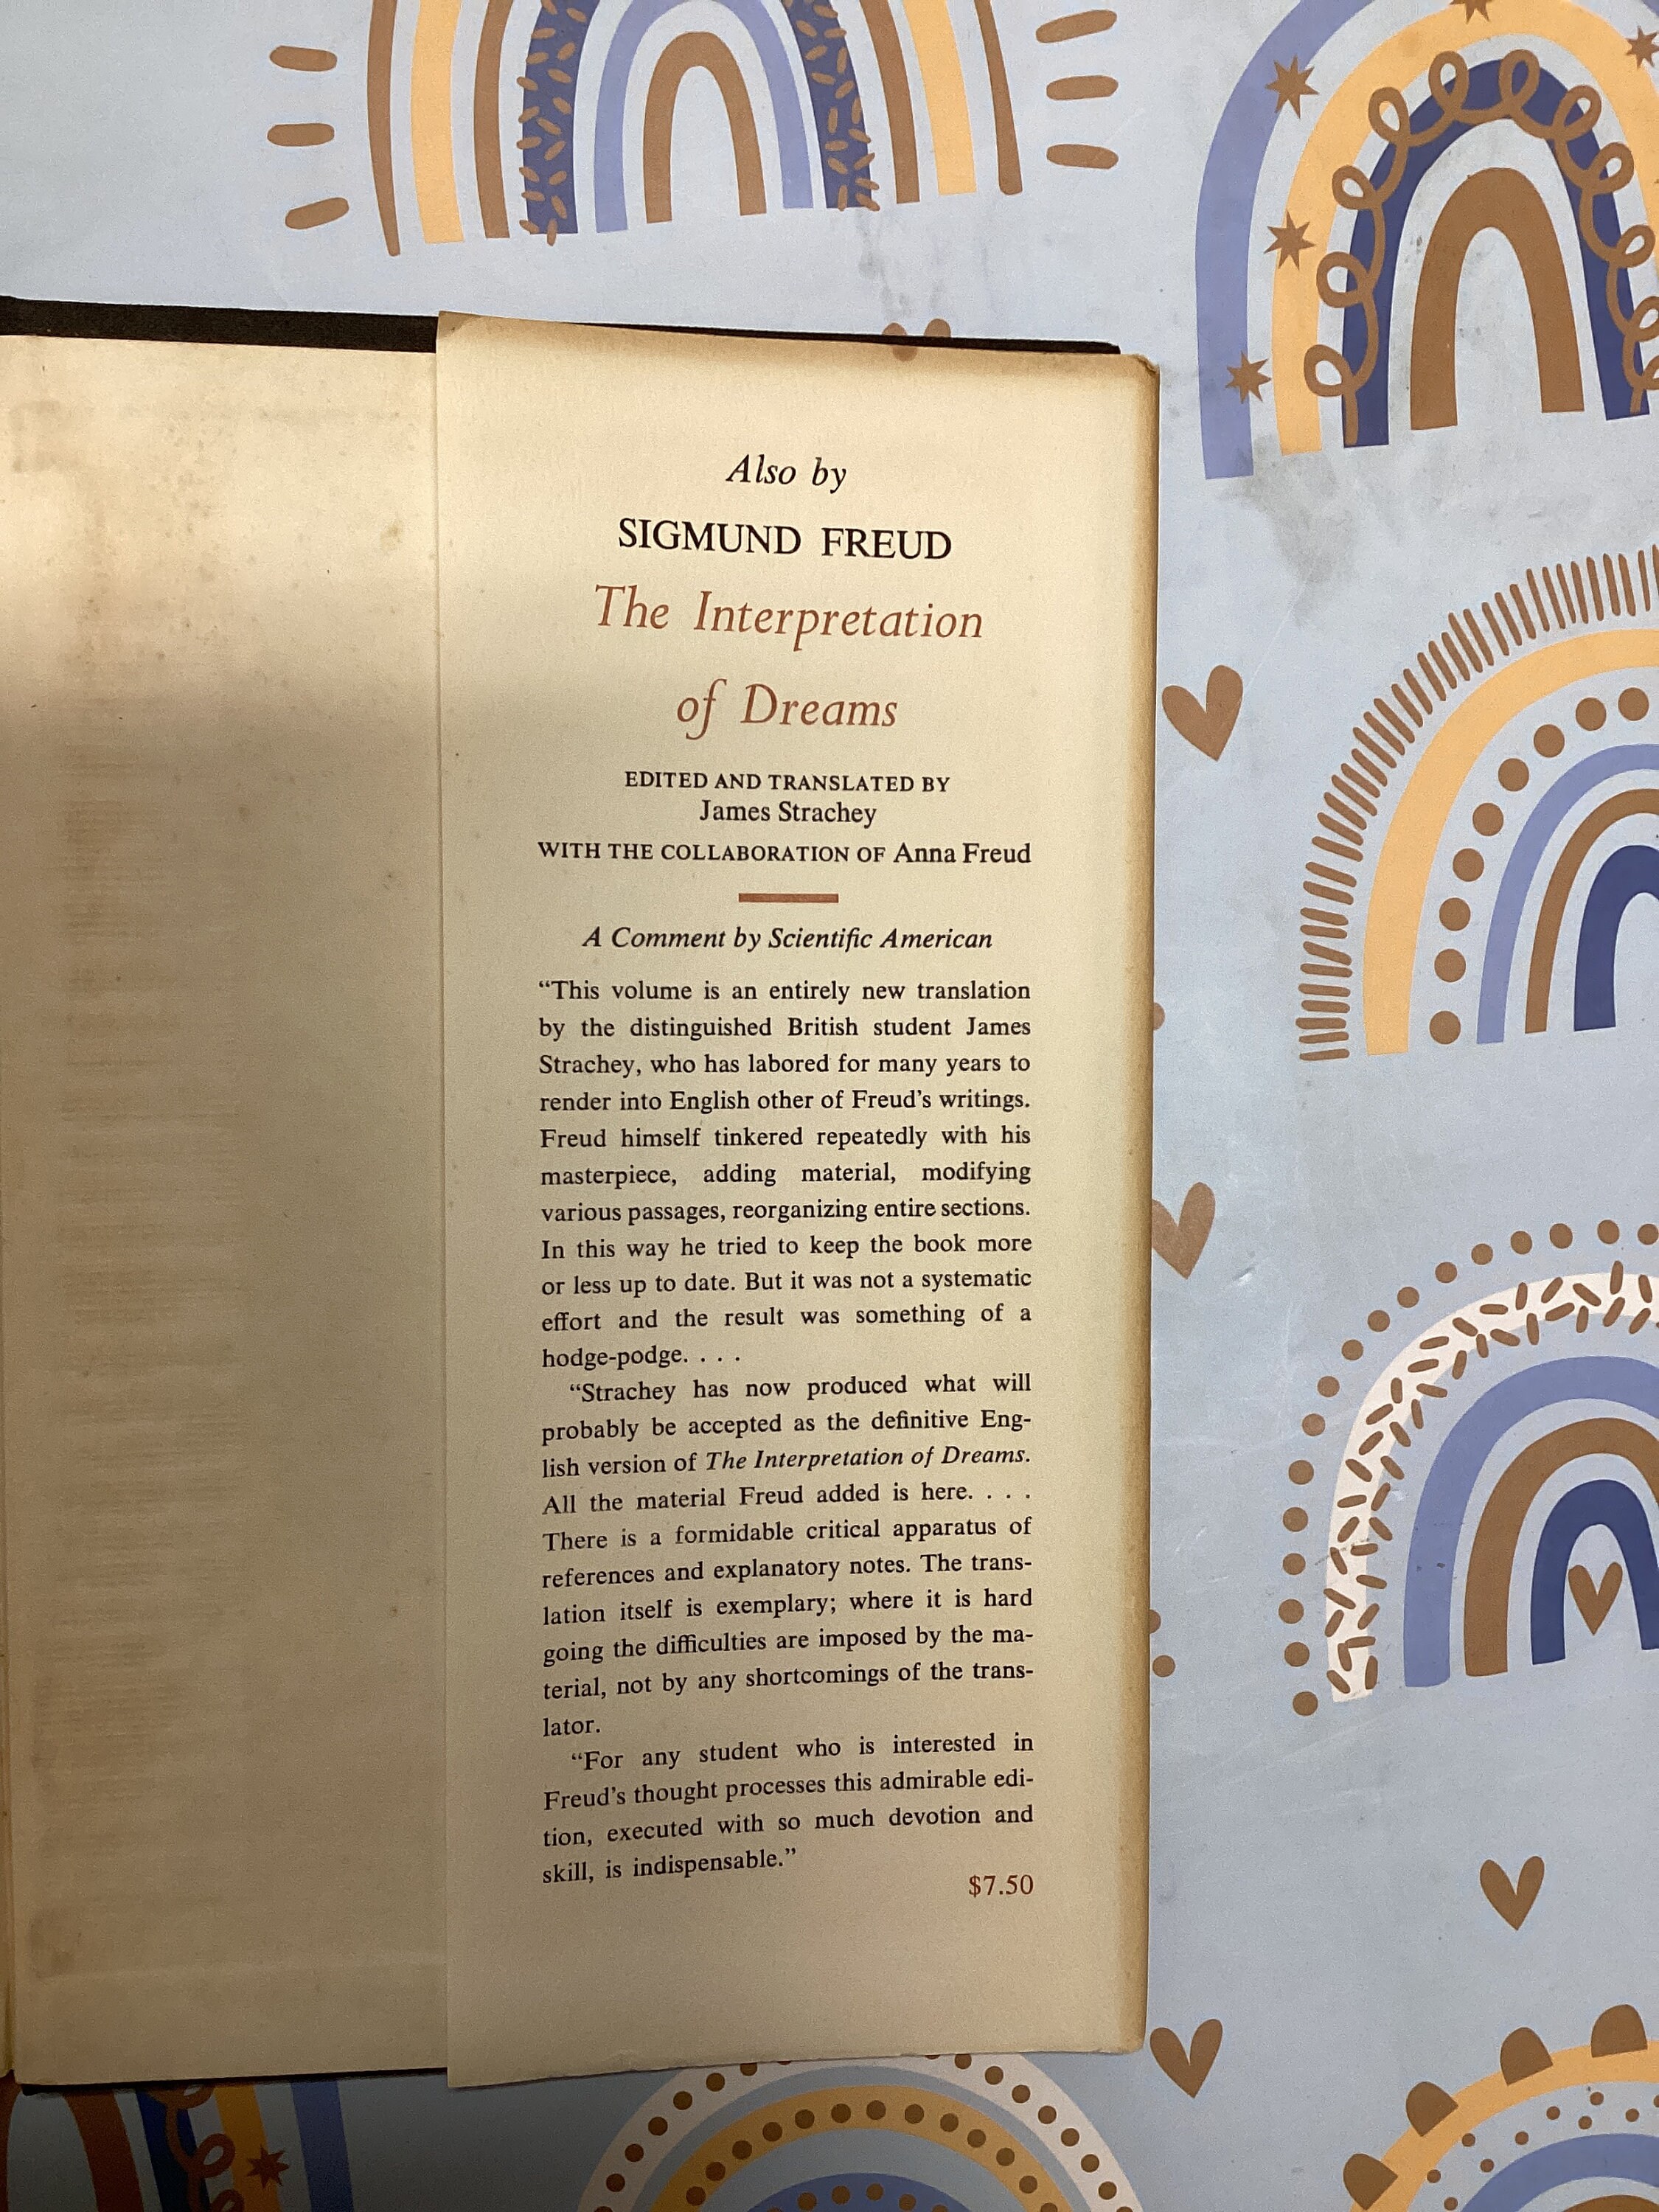 Also by
SIGMUND FREUD
The Interpretation
of Dreams
EDITED AND TRANSLATED BY
James Strachey
WITH THE COLLABORATION OF Anna Freud
A Comment by Scientific American
“This volume is an entirely new translation
by the distinguished British student James
Strachey, who has labored for many years to
render into English other of Freud’s writings.
Freud himself tinkered repeatedly with his
masterpiece, adding material, modifying
various passages, reorganizing entire sections.
In this way he tried to keep the book more
or less up to date. But it was not a systematic
effort and the result was something of a
hodge-podge. . . .
“Strachey has now produced what will
probably be accepted as the definitive Eng-
lish version of The Interpretation of Dreams.
All the material Freud added is here. . . .
There is a formidable critical apparatus of
references and explanatory notes. The trans-
lation itself is exemplary; where it is hard
going the difficulties are imposed by the ma-
terial, not by any shortcomings of the trans-
lator.
“For any student who is interested in
Freud’s thought processes this admirable edi-
tion, executed with so much devotion and
skill, is indispensable.”
$7.50